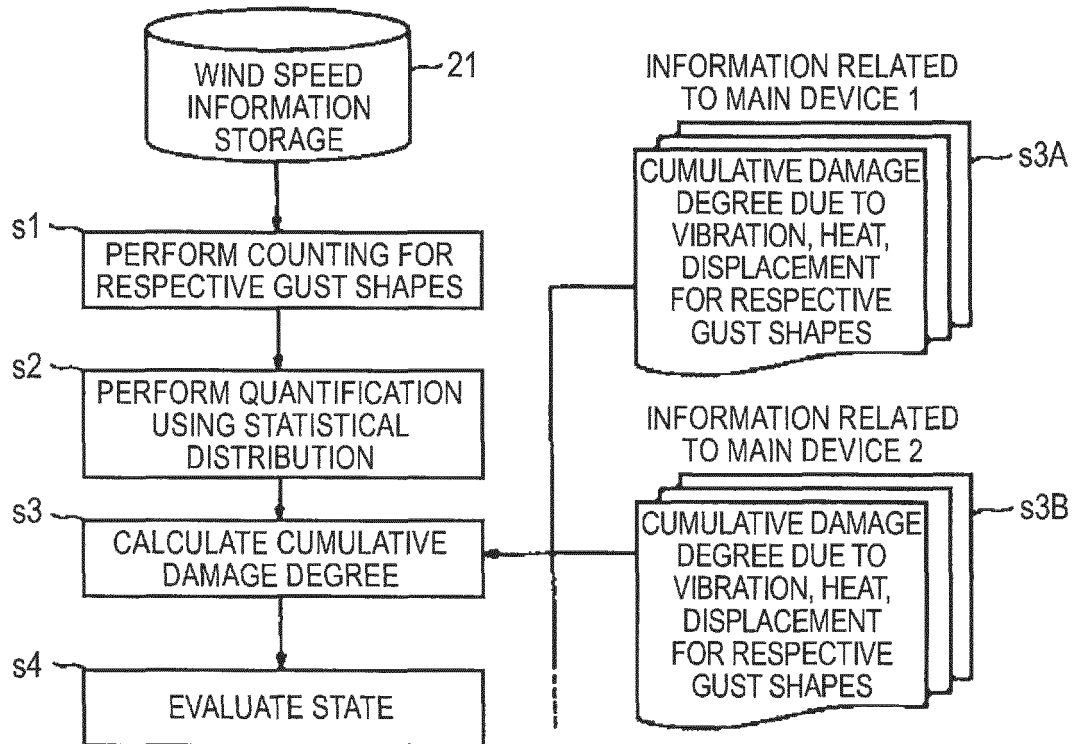 WIND SPEED
INFORMATION
STORAGE
21
s1
PERFORM COUNTING FOR
RESPECTIVE GUST SHAPES
s2
PERFORM QUANTIFICATION
USING STATISTICAL
DISTRIBUTION
s3
CALCULATE CUMULATIVE
DAMAGE DEGREE
s4
EVALUATE STATE
INFORMATION RELATED
TO MAIN DEVICE 1
s3A
CUMULATIVE DAMAGE
DEGREE DUE TO
VIBRATION, HEAT,
DISPLACEMENT
FOR RESPECTIVE
GUST SHAPES
INFORMATION RELATED
TO MAIN DEVICE 2
s3B
CUMULATIVE DAMAGE
DEGREE DUE TO
VIBRATION, HEAT,
DISPLACEMENT
FOR RESPECTIVE
GUST SHAPES